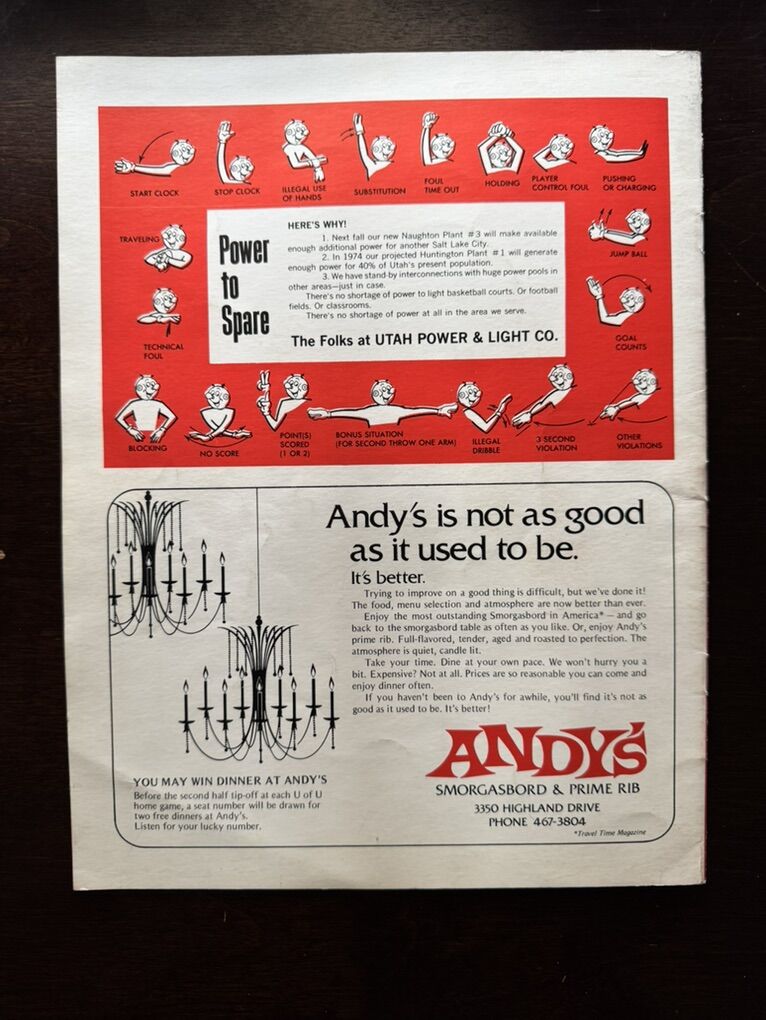 START CLOCK
STOP CLOCK
ILLEGAL USE
OF HANDS
SUBSTITUTION
FOUL
TIME OUT
HOLDING
PLAYER
CONTROL FOUL
PUSHING
OR CHARGING
TRAVELING
JUMP BALL
TECHNICAL
FOUL
GOAL
COUNTS
Power
to
Spare
HERE'S WHY!
1. Next fall our new Naughton Plant #3 will make available
enough additional power for another Salt Lake City.
2. In 1974 our projected Huntington Plant #1 will generate
enough power for 40% of Utah's present population.
3. We have stand-by interconnections with huge power pools in
other areas—just in case.
There's no shortage of power to light basketball courts. Or football
fields. Or classrooms.
There's no shortage of power at all in the area we serve.
The Folks at UTAH POWER & LIGHT CO.
BLOCKING
NO SCORE
POINT(S)
SCORED
(1 OR 2)
BONUS SITUATION
(FOR SECOND THROW ONE ARM)
ILLEGAL
DRIBBLE
3 SECOND
VIOLATION
OTHER
VIOLATIONS
Andy's is not as good
as it used to be.
It's better.
Trying to improve on a good thing is difficult, but we've done it!
The food, menu selection and atmosphere are now better than ever.
Enjoy the most outstanding Smorgasbord in America* — and go
back to the smorgasbord table as often as you like. Or, enjoy Andy's
prime rib. Full-flavored, tender, aged and roasted to perfection. The
atmosphere is quiet, candle lit.
Take your time. Dine at your own pace. We won't hurry you a
bit. Expensive? Not at all. Prices are so reasonable you can come and
enjoy dinner often.
If you haven't been to Andy's for awhile, you'll find it's not as
good as it used to be. It's better!
YOU MAY WIN DINNER AT ANDY'S
Before the second half tip-off at each U of U
home game, a seat number will be drawn for
two free dinners at Andy's.
Listen for your lucky number.
ANDY'S
SMORGASBORD & PRIME RIB
3350 HIGHLAND DRIVE
PHONE 467-3804
*Travel Time Magazine